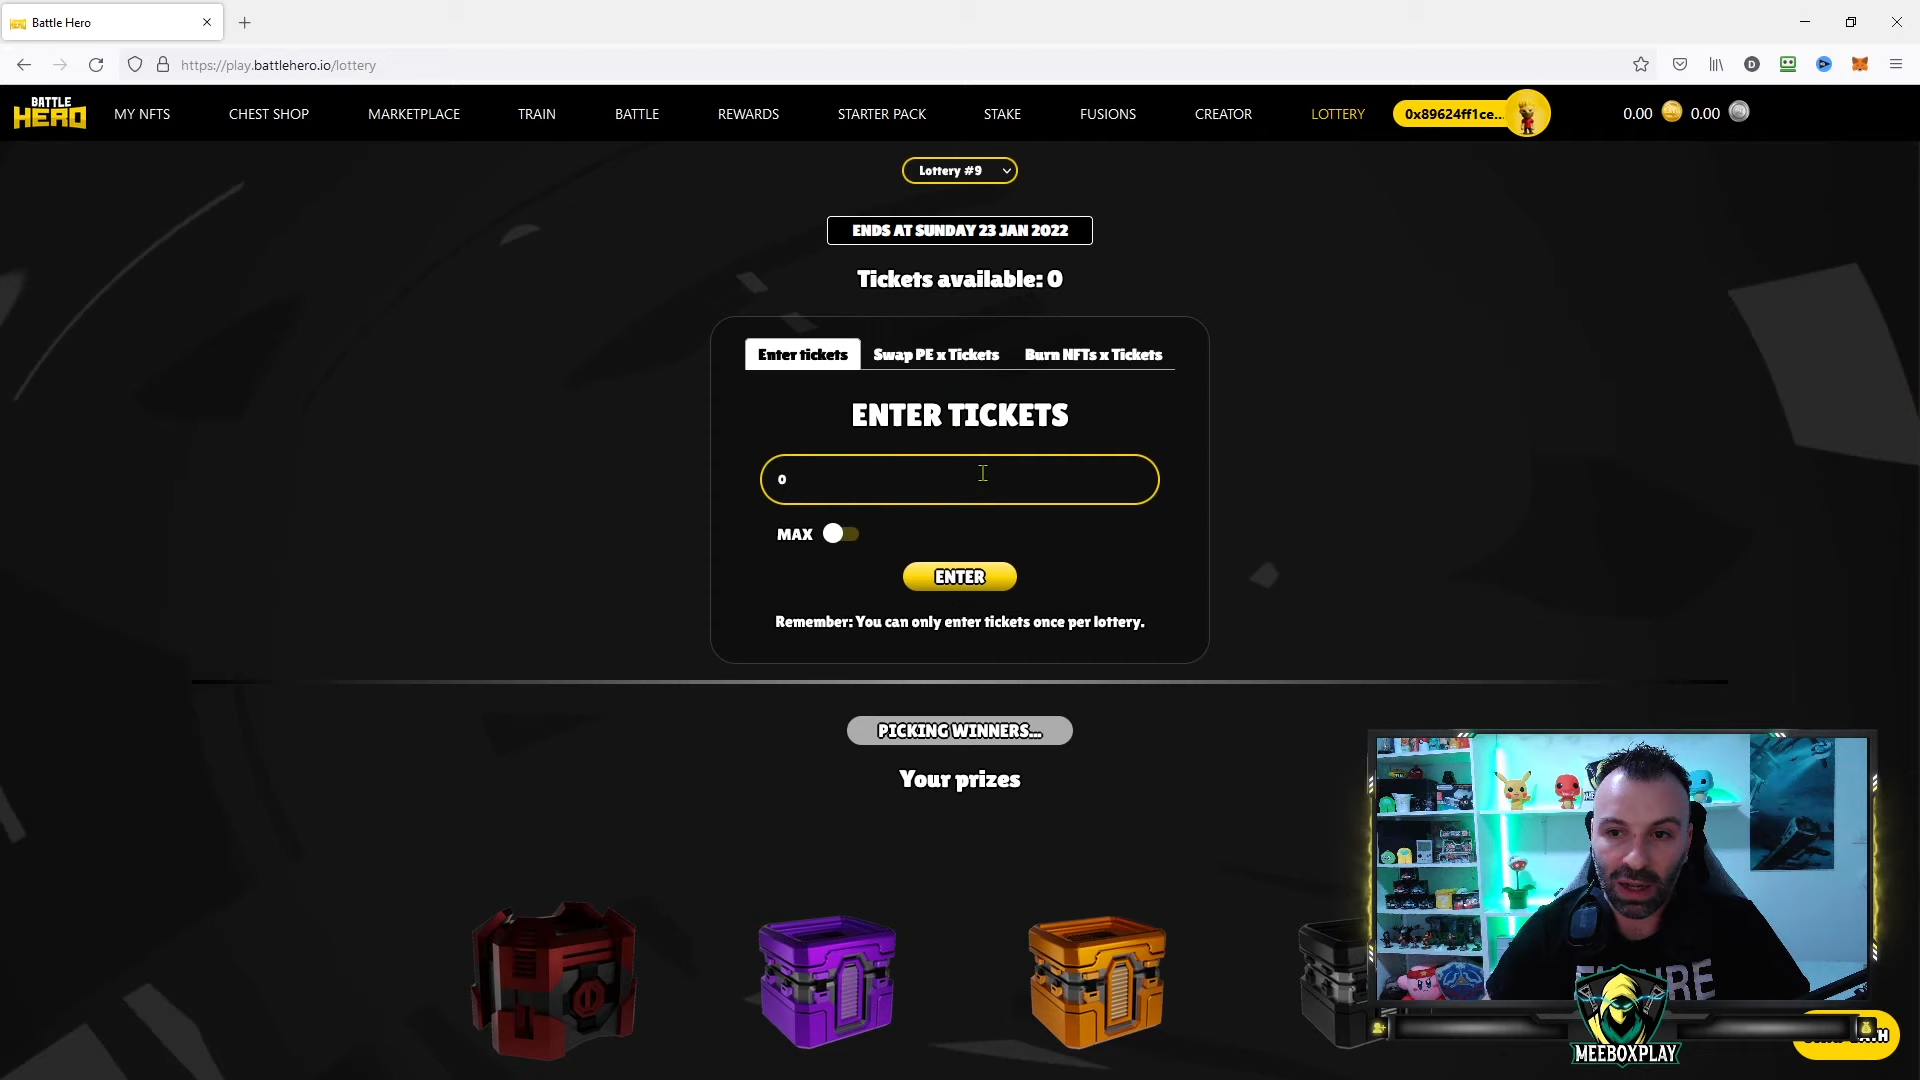 Battle Hero
https://play.battlehero.io/lottery
BATTLE HERO
MY NFTS
CHEST SHOP
MARKETPLACE
TRAIN
BATTLE
REWARDS
STARTER PACK
STAKE
FUSIONS
CREATOR
LOTTERY
0x89624ff1ce...
0.00
0.00
Lottery #9
ENDS AT SUNDAY 23 JAN 2022
Tickets available: 0
Enter tickets
Swap PE x Tickets
Burn NFTs x Tickets
ENTER TICKETS
0
MAX
ENTER
Remember: You can only enter tickets once per lottery.
PICKING WINNERS...
Your prizes
MEEBOXPLAY